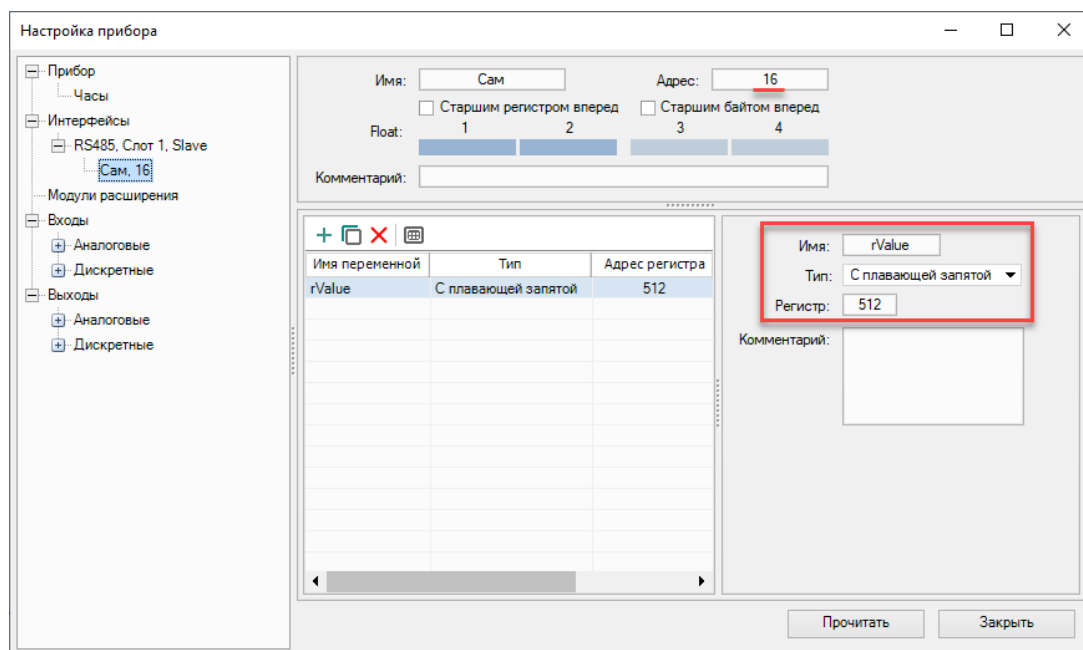 Настройка прибора
Прибор
Часы
Интерфейсы
RS485, Слот 1, Slave
Сам, 16
Модули расширения
Входы
Аналоговые
Дискретные
Выходы
Аналоговые
Дискретные
Имя: Сам Адрес: 16
Старшим регистром вперед Старшим байтом вперед
Float: 1 2 3 4
Комментарий:
Имя переменной Тип Адрес регистра
rValue С плавающей запятой 512
Имя: rValue
Тип: С плавающей запятой
Регистр: 512
Комментарий:
Прочитать Закрыть